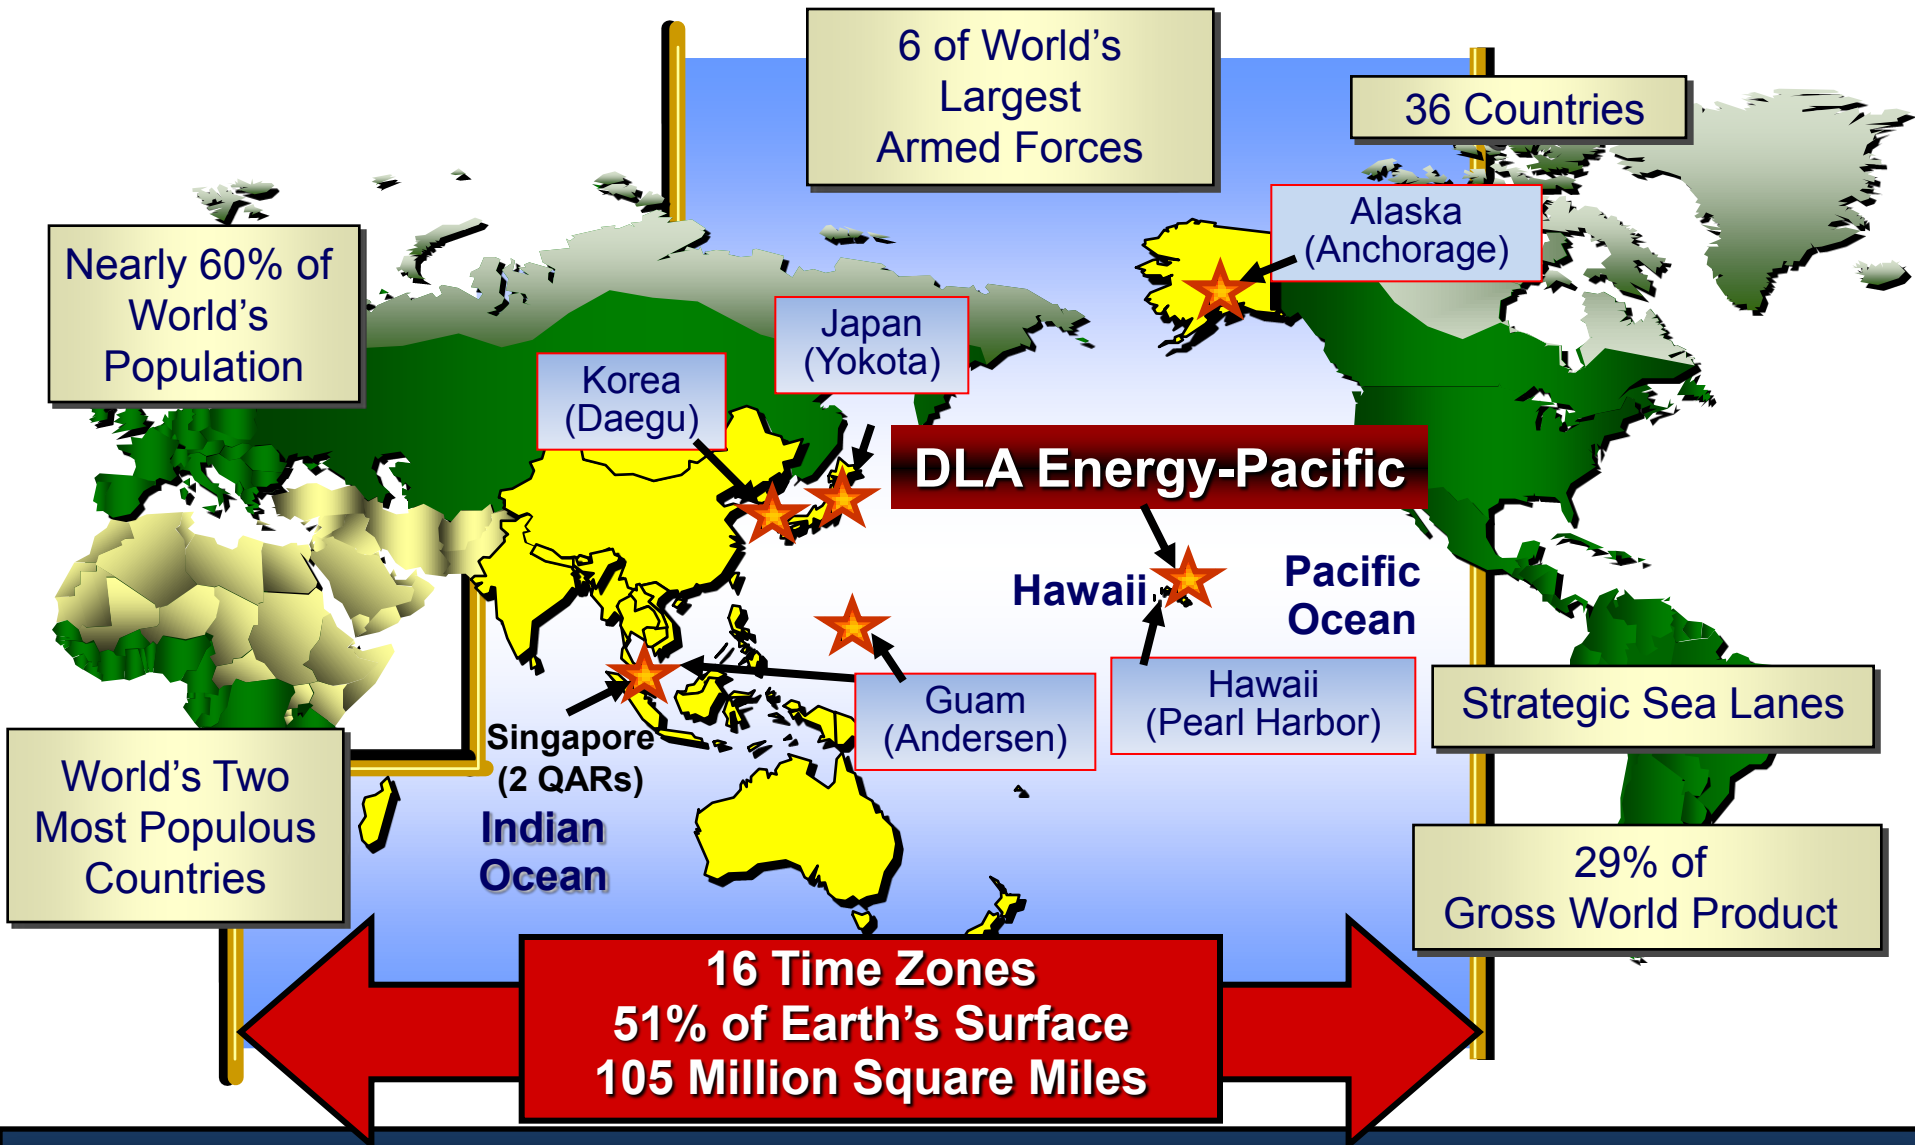 6 of World's
Largest
Armed Forces
36 Countries
Alaska
(Anchorage)
Nearly 60% of
World's
Population
Japan
(Yokota)
Korea
(Daegu)
DLA Energy-Pacific
Hawaii
Pacific
Ocean
Guam
(Andersen)
Hawaii
(Pearl Harbor)
Strategic Sea Lanes
Singapore
(2 QARs)
Indian
Ocean
World's Two
Most Populous
Countries
29% of
Gross World Product
16 Time Zones
51% of Earth's Surface
105 Million Square Miles